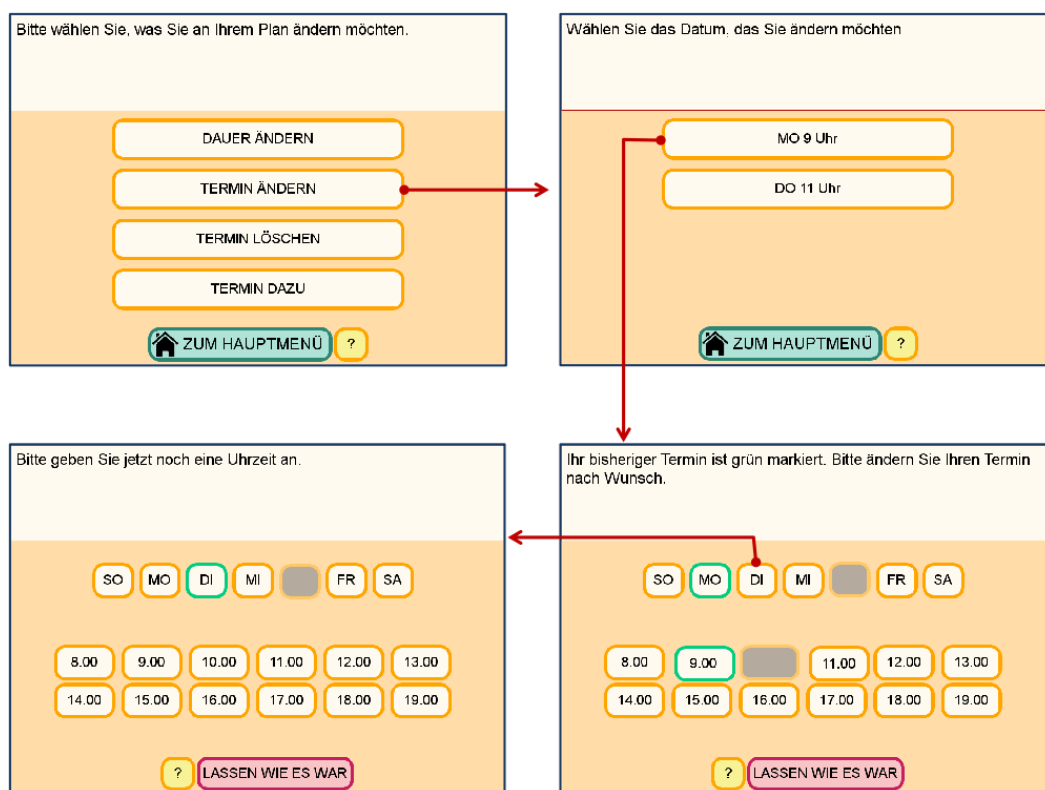 Bitte wählen Sie, was Sie an Ihrem Plan ändern möchten.
DAUER ÄNDERN
TERMIN ÄNDERN
TERMIN LÖSCHEN
TERMIN DAZU
ZUM HAUPTMENÜ ?
Wählen Sie das Datum, das Sie ändern möchten
MO 9 Uhr
DO 11 Uhr
ZUM HAUPTMENÜ ?
Bitte geben Sie jetzt noch eine Uhrzeit an.
SO MO DI MI FR SA
8.00 9.00 10.00 11.00 12.00 13.00
14.00 15.00 16.00 17.00 18.00 19.00
? LASSEN WIE ES WAR
Ihr bisheriger Termin ist grün markiert. Bitte ändern Sie Ihren Termin
nach Wunsch.
SO MO DI MI FR SA
8.00 9.00 11.00 12.00 13.00
14.00 15.00 16.00 17.00 18.00 19.00
? LASSEN WIE ES WAR